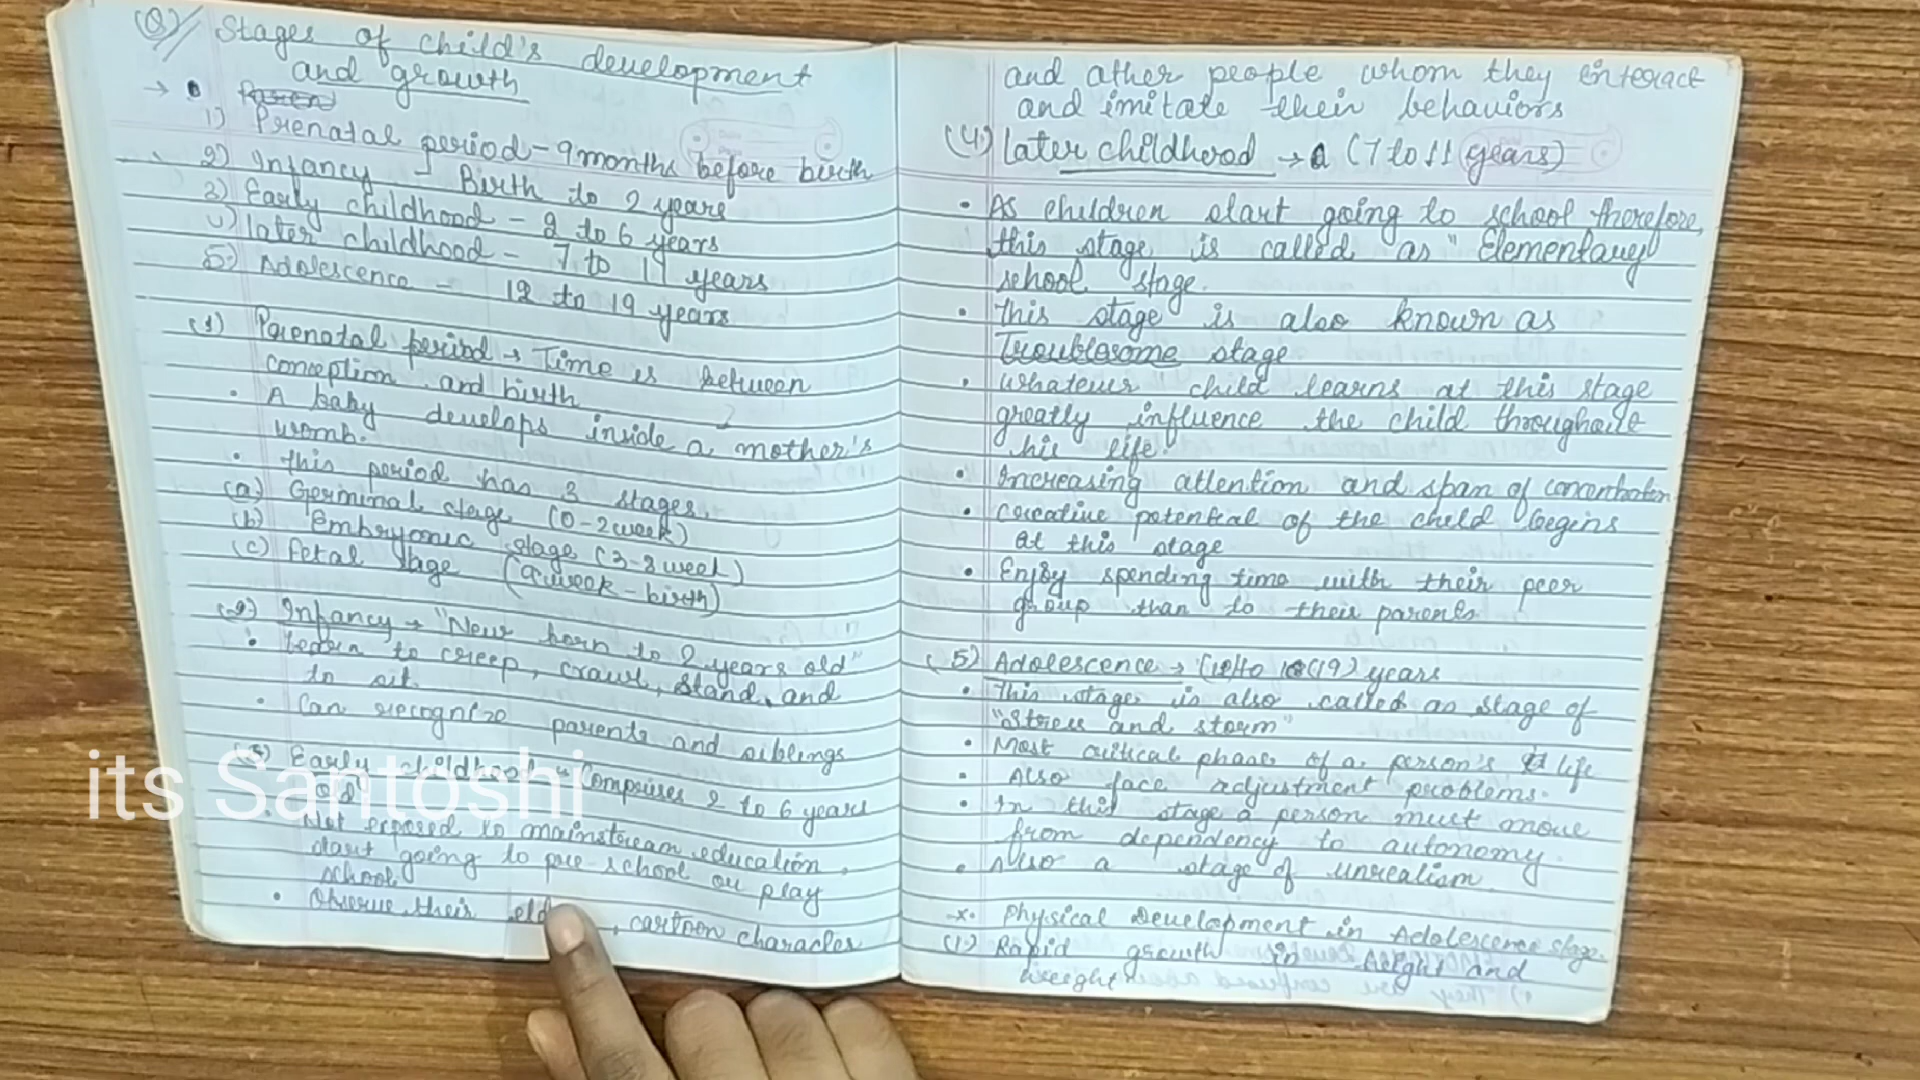 (Q) Stages of child's development
and growth
→ • Paren
1) Prenatal period - 9 months before birth
2) Infancy - Birth to 2 years
3) Early childhood - 2 to 6 years
4) later childhood - 7 to 11 years
5) Adolescence - 12 to 19 years
(1) Parenatal period → Time is between
conception and birth
• A baby develops inside a mother's
womb.
• This period has 3 stages.
(a) Germinal stage (0-2 week)
(b) Embryonic stage (3-8 week)
(c) fetal stage (9 week - birth)
(2) Infancy → "New born to 2 years old"
• learn to creep, crawl, stand, and
to sit.
• Can recognize parents and siblings
(3) Early childhood - Comprises 2 to 6 years
old
• Not exposed to mainstream education,
start going to pre-school or play
school.
• Observe their eld , cartoon character
and other people whom they interact
and imitate their behaviors
(4) later childhood → (7 to 11 years)
• As children start going to school therefore,
this stage is called as "Elementary
school stage.
• This stage is also known as
Troublesome stage
• whatever child learns at this stage
greatly influence the child throughout
his life.
• Increasing attention and span of concentration
• Creative potential of the child begins
at this stage
• Enjoy spending time with their peer
group than to their parents.
(5) Adolescence → (12 to 19) years
• This stage is also called as stage of
"Stress and storm"
• Most critical phase of a person's life
• Also face adjustment problems.
• In this stage a person must move
from dependency to autonomy.
• Also a stage of unrealism.
x. Physical Development in Adolescence stage.
(1) Rapid growth in height and
weight
its Santoshi